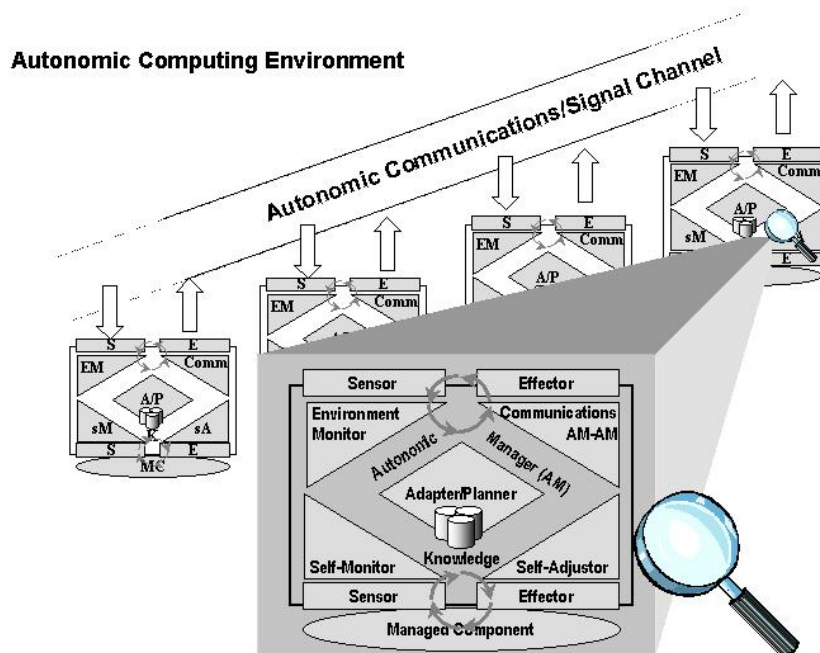 Autonomic Computing Environment
Autonomic Communications/Signal Channel
S E
EM Comm
A/P
sM
E
S E
EM Comm
A/P
S E
EM Comm
S E
EM Comm
A/P
sM sA
S E
MC
Sensor Effector
Environment Communications
Monitor AM-AM
Autonomic Manager (AM)
Adapter/Planner
Knowledge
Self-Monitor Self-Adjustor
Sensor Effector
Managed Component